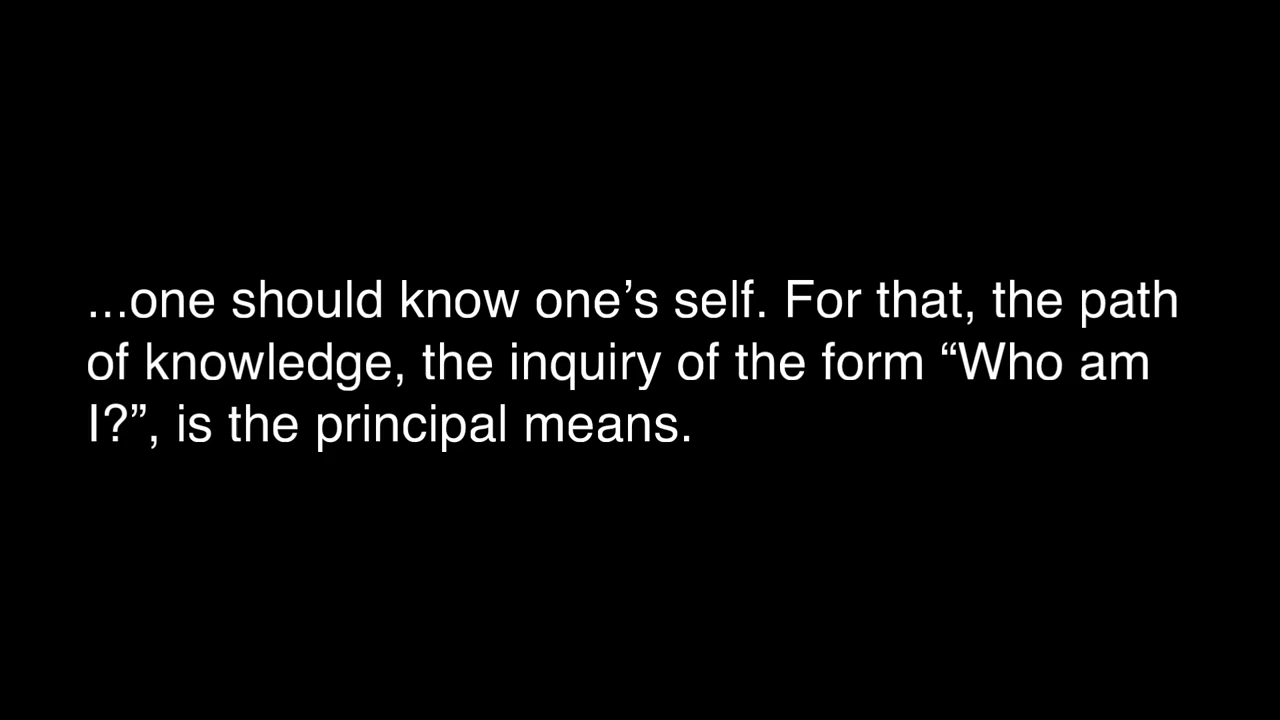 ...one should know one’s self. For that, the path
of knowledge, the inquiry of the form “Who am
I?”, is the principal means.